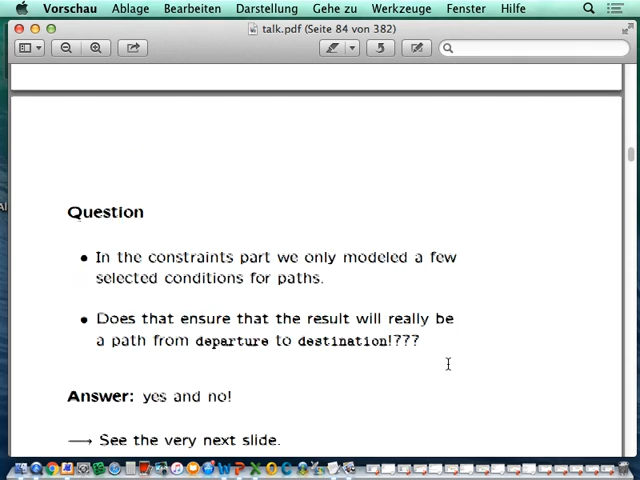 Vorschau Ablage Bearbeiten Darstellung Gehe zu Werkzeuge Fenster Hilfe
talk.pdf (Seite 84 von 382)
Question
• In the constraints part we only modeled a few
selected conditions for paths.
• Does that ensure that the result will really be
a path from departure to destination!???
Answer: yes and no!
⟶ See the very next slide.